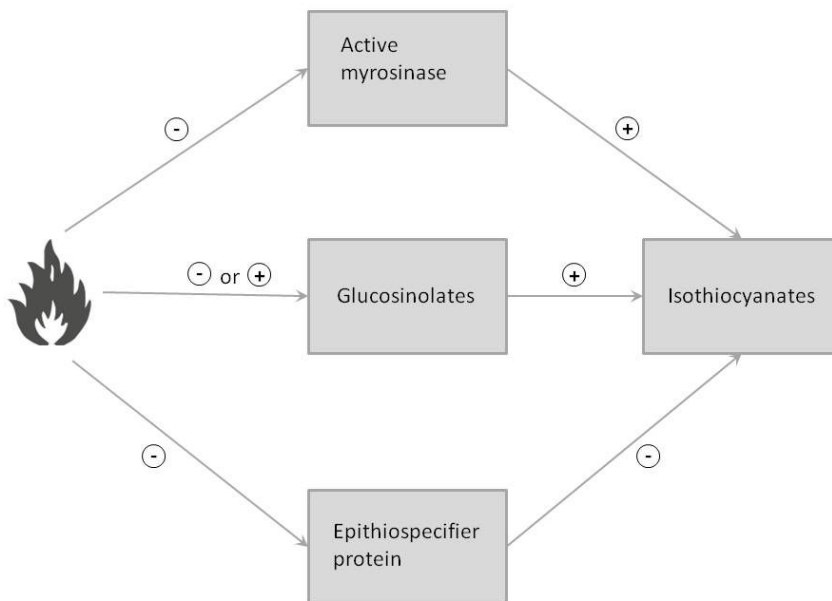 Active
myrosinase
-
+
- or +
Glucosinolates
+
Isothiocyanates
-
-
Epithiospecifier
protein